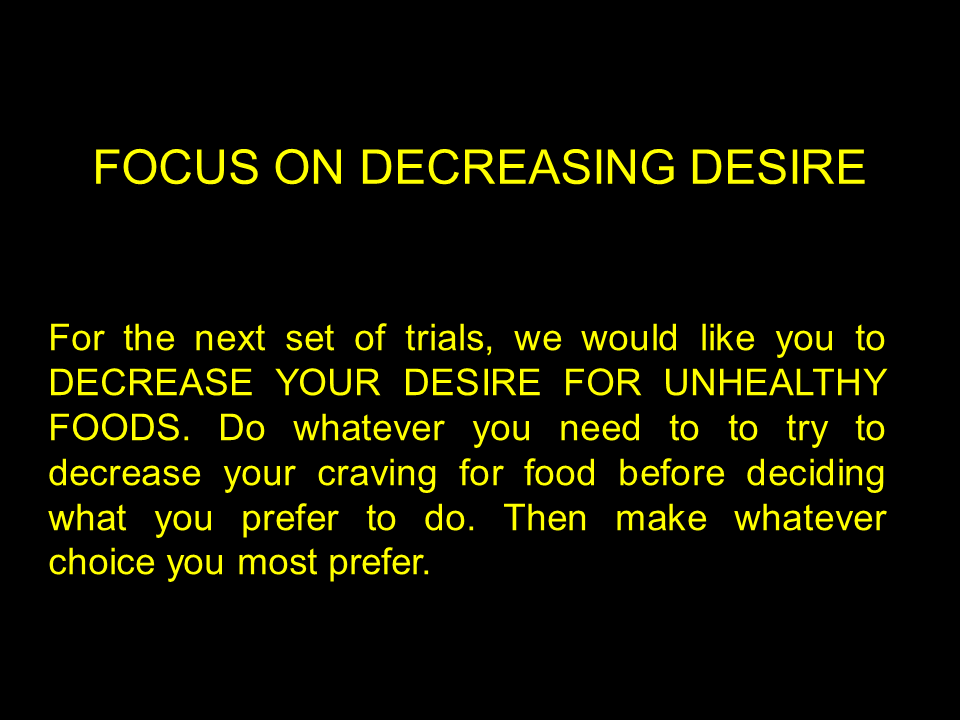 FOCUS ON DECREASING DESIRE
For the next set of trials, we would like you to
DECREASE YOUR DESIRE FOR UNHEALTHY
FOODS. Do whatever you need to to try to
decrease your craving for food before deciding
what you prefer to do. Then make whatever
choice you most prefer.